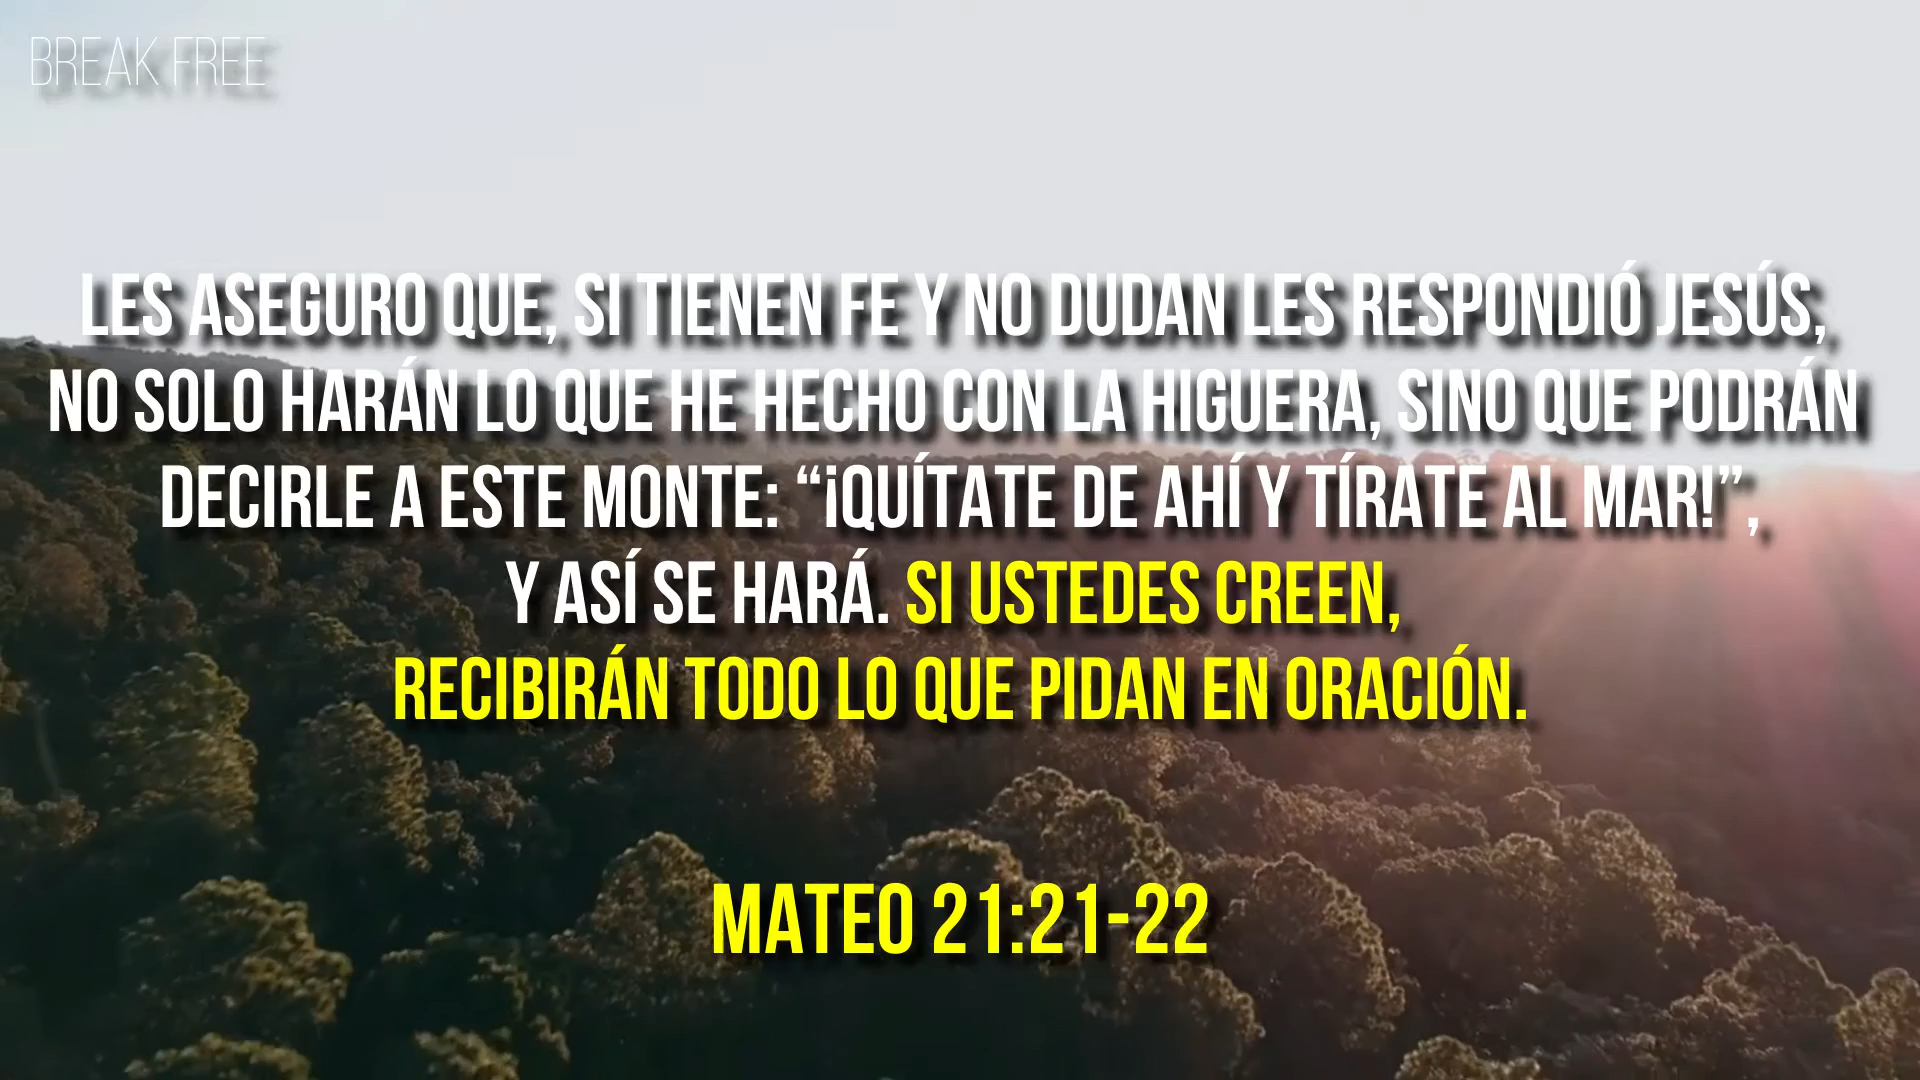 BREAK FREE
LES ASEGURO QUE, SI TIENEN FE Y NO DUDAN LES RESPONDIÓ JESÚS,
NO SOLO HARÁN LO QUE HE HECHO CON LA HIGUERA, SINO QUE PODRÁN
DECIRLE A ESTE MONTE: “¡QUÍTATE DE AHÍ Y TÍRATE AL MAR!”,
Y ASÍ SE HARÁ. SI USTEDES CREEN,
RECIBIRÁN TODO LO QUE PIDAN EN ORACIÓN.
MATEO 21:21-22